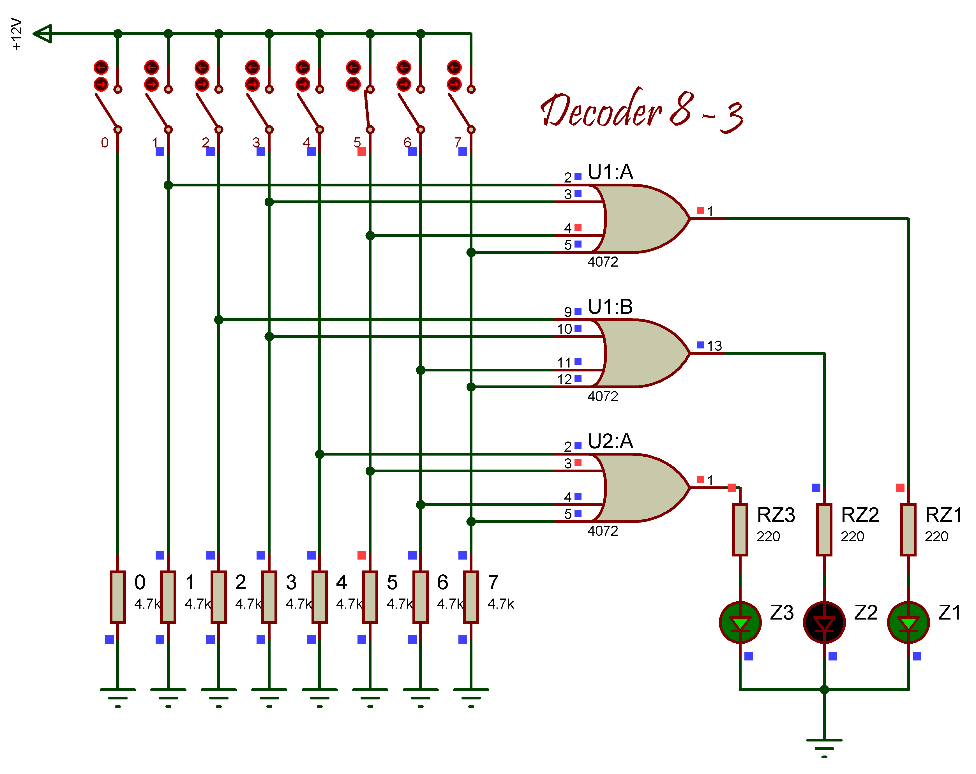 +12V
Decoder 8 - 3
0 1 2 3 4 5 6 7
U1:A
2
3
4
5
1
4072
U1:B
9
10
11
12
13
4072
U2:A
2
3
4
5
1
4072
RZ3 RZ2 RZ1
220 220 220
0 1 2 3 4 5 6 7
4.7k 4.7k 4.7k 4.7k 4.7k 4.7k 4.7k 4.7k
Z3 Z2 Z1